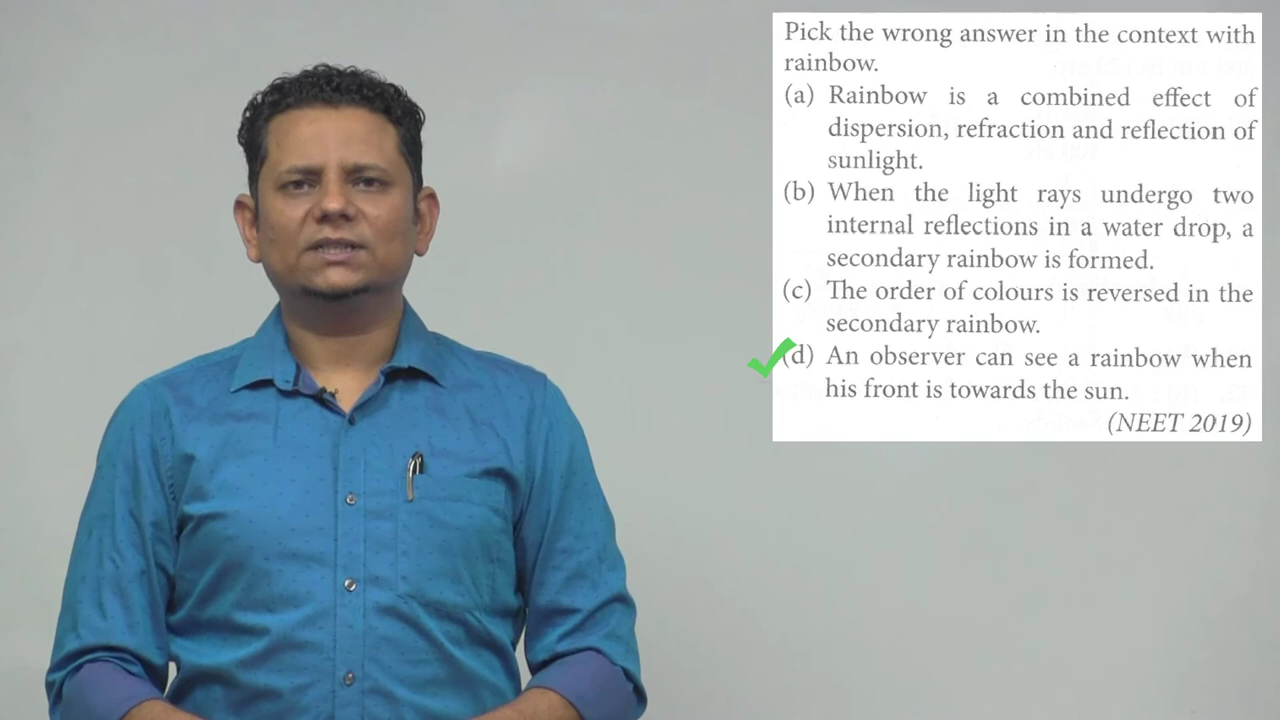 Pick the wrong answer in the context with
rainbow.
(a) Rainbow is a combined effect of
dispersion, refraction and reflection of
sunlight.
(b) When the light rays undergo two
internal reflections in a water drop, a
secondary rainbow is formed.
(c) The order of colours is reversed in the
secondary rainbow.
(d) An observer can see a rainbow when
his front is towards the sun.
(NEET 2019)